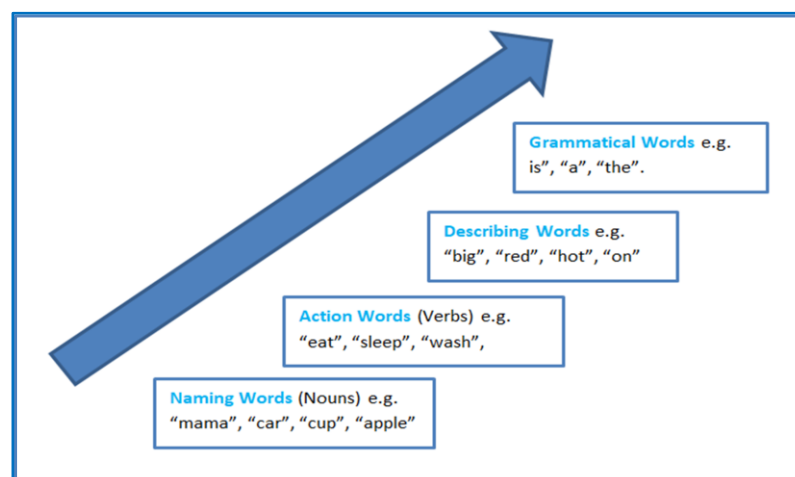 Grammatical Words e.g.
is”, “a”, “the”.
Describing Words e.g.
“big”, “red”, “hot”, “on”
Action Words (Verbs) e.g.
“eat”, “sleep”, “wash”,
Naming Words (Nouns) e.g.
“mama”, “car”, “cup”, “apple”